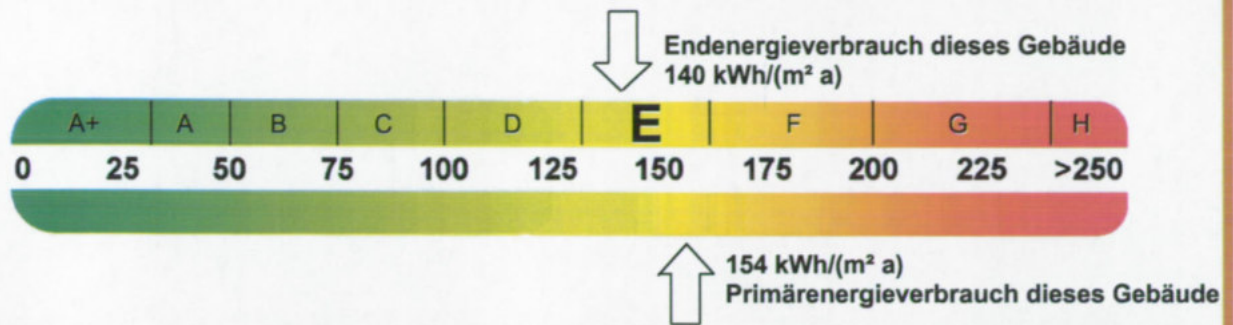 Endenergieverbrauch dieses Gebäude
140 kWh/(m² a)
A+ A B C D E F G H
0 25 50 75 100 125 150 175 200 225 >250
154 kWh/(m² a)
Primärenergieverbrauch dieses Gebäude